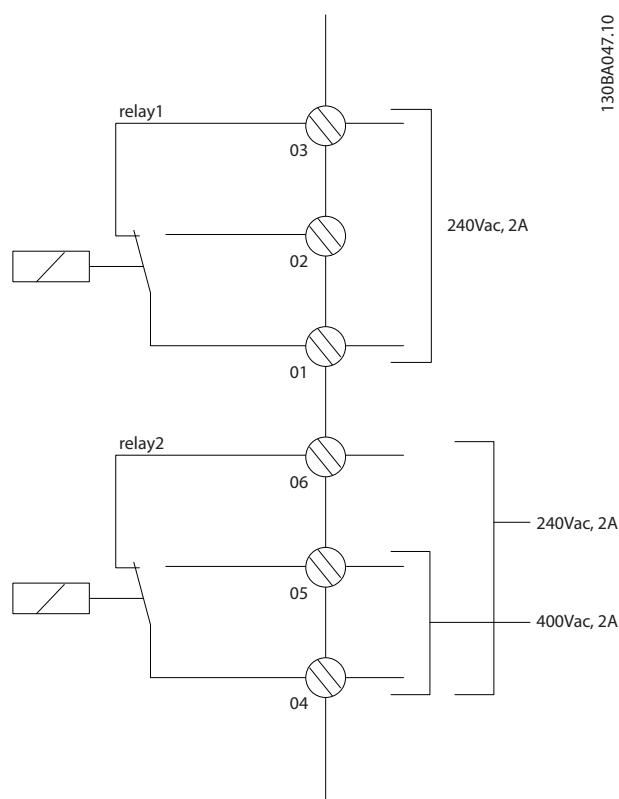 130BA047.10
relay1
03
240Vac, 2A
02
01
relay2
06
240Vac, 2A
05
400Vac, 2A
04